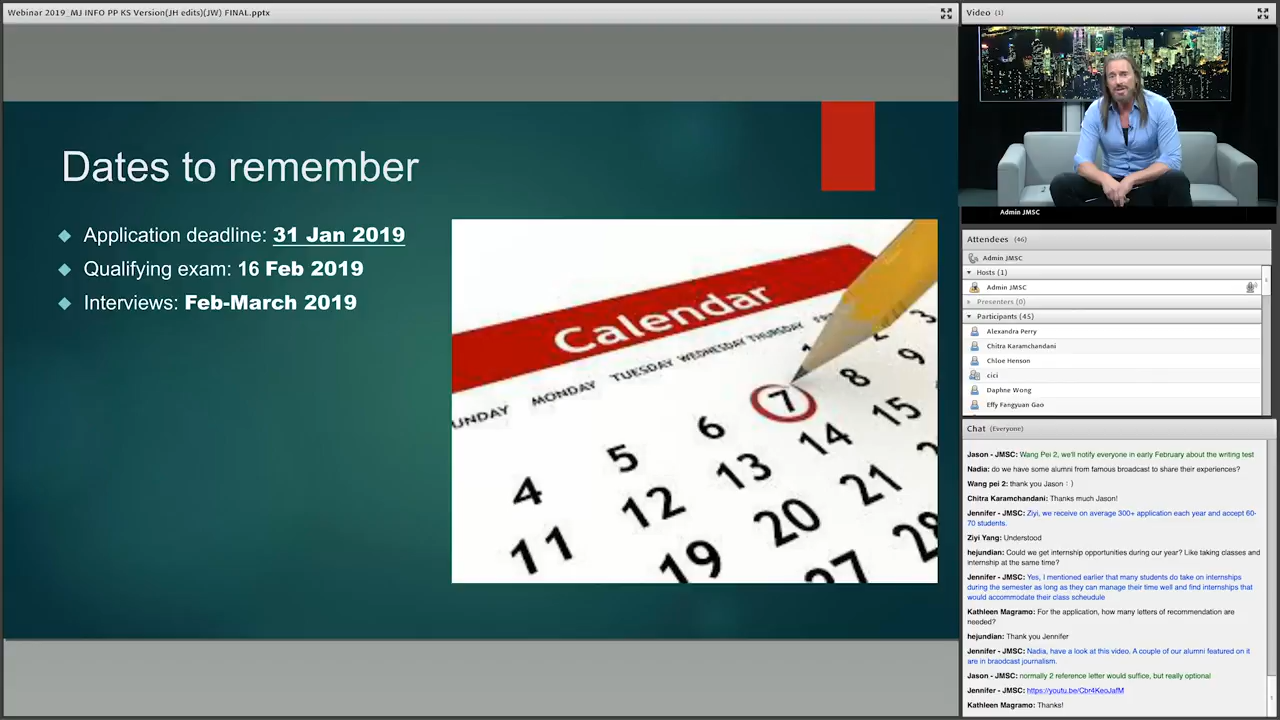 Webinar 2019_MJ INFO PP KS Version(JH edits)(JW) FINAL.pptx
Dates to remember
Application deadline: 31 Jan 2019
Qualifying exam: 16 Feb 2019
Interviews: Feb-March 2019
Calendar
UNDAY MONDAY TUESDAY WEDNESDAY THURSDAY
3
4 5 6 7 8 9
11 12 13 14 15
19 20 21
27 28
Video (1)
Admin JMSC
Attendees (46)
Admin JMSC
Hosts (1)
Admin JMSC
Presenters (0)
Participants (45)
Alexandra Perry
Chitra Karamchandani
Chloe Henson
cici
Daphne Wong
Effy Fangyuan Gao
Chat (Everyone)
Jason - JMSC: Wang Pei 2, we'll notify everyone in early February about the writing test
Nadia: do we have some alumni from famous broadcast to share their experiences?
Wang pei 2: thank you Jason : )
Chitra Karamchandani: Thanks much Jason!
Jennifer - JMSC: Ziyi, we receive on average 300+ application each year and accept 60-
70 students.
Ziyi Yang: Understood
hejundian: Could we get internship opportunities during our year? Like taking classes and
internship at the same time?
Jennifer - JMSC: Yes, I mentioned earlier that many students do take on internships
during the semester as long as they can manage their time well and find internships that
would accommodate their class scheudule
Kathleen Magramo: For the application, how many letters of recommendation are
needed?
hejundian: Thank you Jennifer
Jennifer - JMSC: Nadia, have a look at this video. A couple of our alumni featured on it
are in braodcast journalism.
Jason - JMSC: normally 2 reference letter would suffice, but really optional!
Jennifer - JMSC: https://youtu.be/Cbr4KeoJafM
Kathleen Magramo: Thanks!